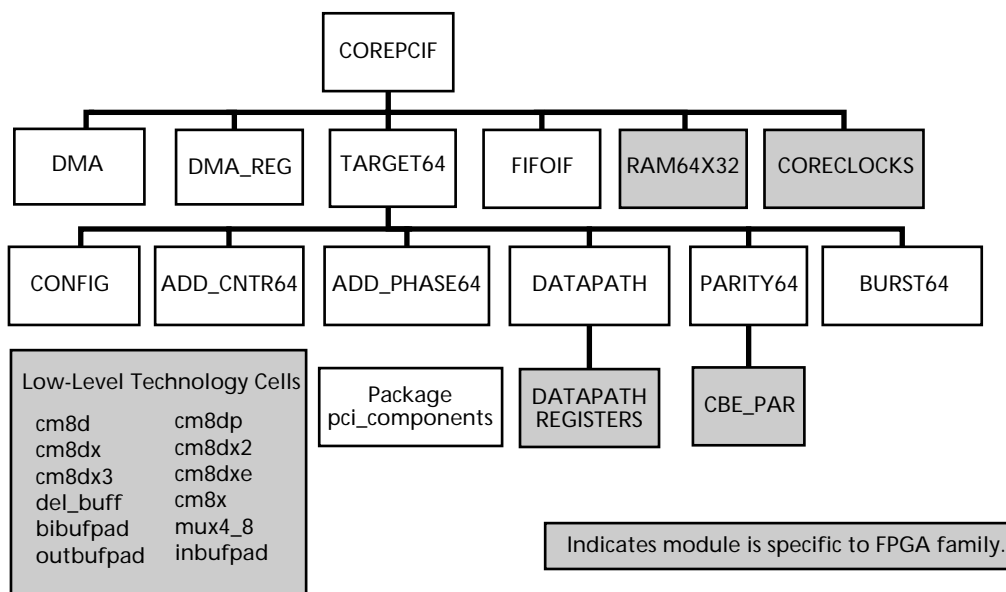 COREPCIF
DMA
DMA_REG
TARGET64
FIFOIF
RAM64X32
CORECLOCKS
CONFIG
ADD_CNTR64
ADD_PHASE64
DATAPATH
PARITY64
BURST64
Low-Level Technology Cells
cm8d
cm8dx
cm8dx3
del_buff
bibufpad
outbufpad
cm8dp
cm8dx2
cm8dxe
cm8x
mux4_8
inbufpad
Package
pci_components
DATAPATH
REGISTERS
CBE_PAR
Indicates module is specific to FPGA family.